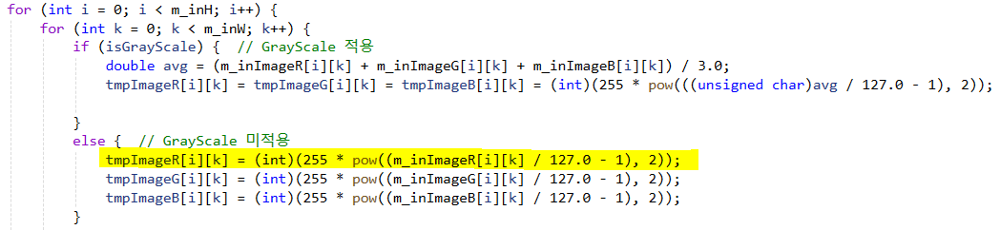 for (int i = 0; i < m_inH; i++) {
for (int k = 0; k < m_inW; k++) {
if (isGrayScale) {  // GrayScale 적용
double avg = (m_inImageR[i][k] + m_inImageG[i][k] + m_inImageB[i][k]) / 3.0;
tmpImageR[i][k] = tmpImageG[i][k] = tmpImageB[i][k] = (int)(255 * pow(((unsigned char)avg / 127.0 - 1), 2));
}
else {  // GrayScale 미적용
tmpImageR[i][k] = (int)(255 * pow((m_inImageR[i][k] / 127.0 - 1), 2));
tmpImageG[i][k] = (int)(255 * pow((m_inImageG[i][k] / 127.0 - 1), 2));
tmpImageB[i][k] = (int)(255 * pow((m_inImageB[i][k] / 127.0 - 1), 2));
}